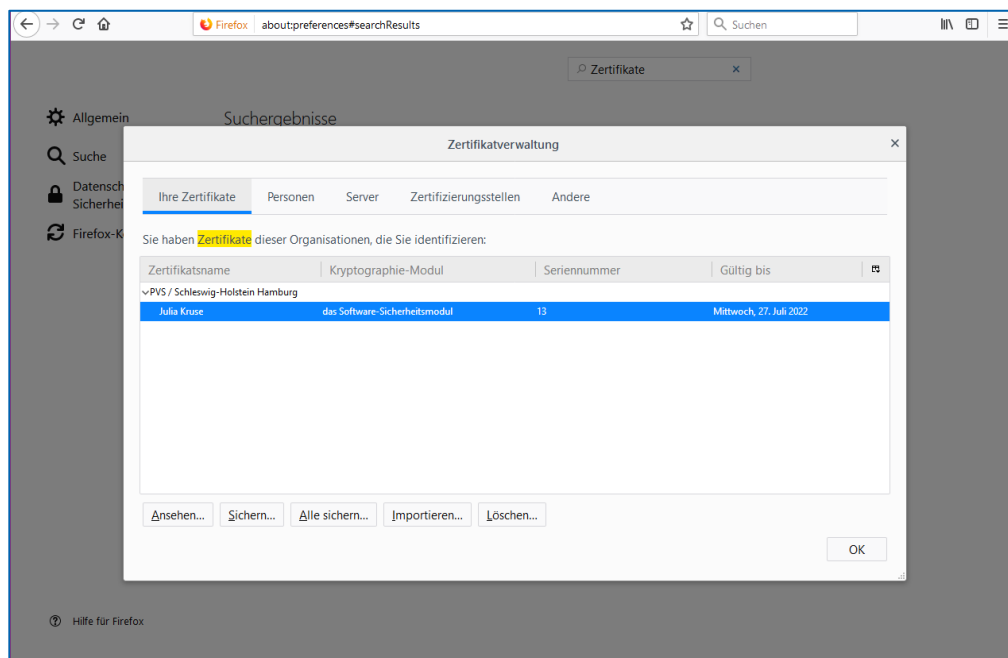 Firefox about:preferences#searchResults Suchen
Zertifikate
Allgemein
Suchergebnisse
Suche
Datensch
Sicherhei
Firefox-K
Zertifikatverwaltung
Ihre Zertifikate Personen Server Zertifizierungsstellen Andere
Sie haben Zertifikate dieser Organisationen, die Sie identifizieren:
Zertifikatsname Kryptographie-Modul Seriennummer Gültig bis
PVS / Schleswig-Holstein Hamburg
Julia Kruse das Software-Sicherheitsmodul 13 Mittwoch, 27. Juli 2022
Ansehen... Sichern... Alle sichern... Importieren... Löschen...
OK
Hilfe für Firefox